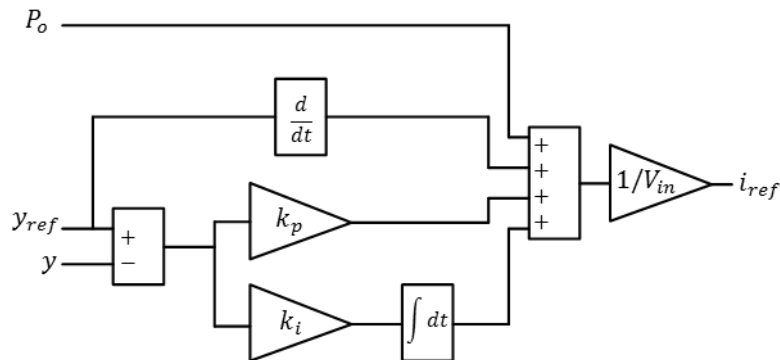 P_o
d/dt
+
+
+
+
1/V_in
i_ref
y_ref
+
k_p
y
−
k_i
∫ dt